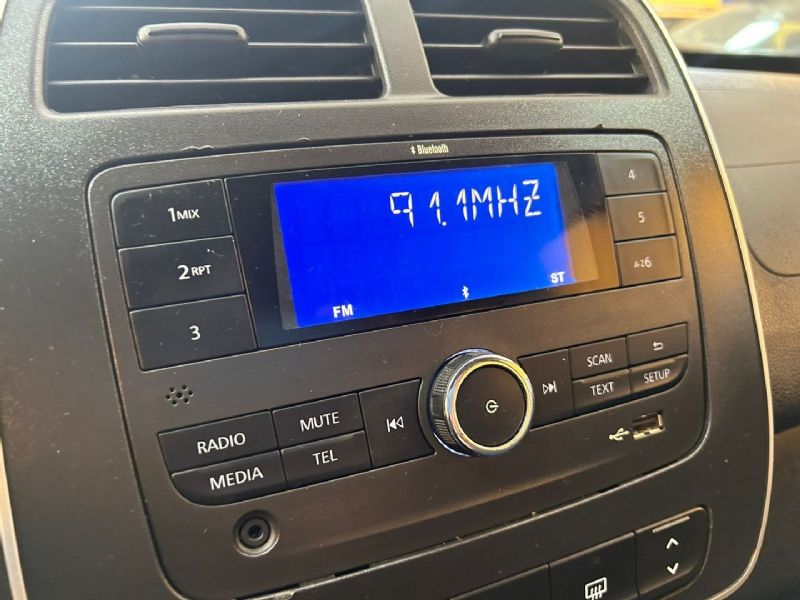 Bluetooth
1MIX
91.1MHZ
4
2RPT
5
3
A-Z6
FM
ST
RADIO
MUTE
SCAN
MEDIA
TEL
TEXT
SETUP